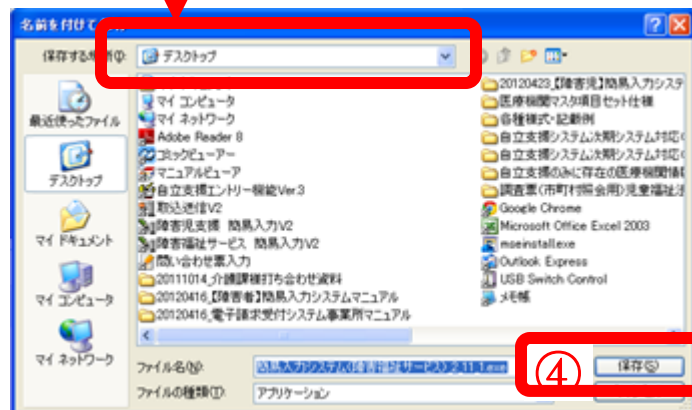 名前を付けて
保存する場所(I):
デスクトップ
最近使ったファイル
デスクトップ
マイ ドキュメント
マイ コンピュータ
マイ ネットワーク
マイ コンピュータ
マイ ネットワーク
Adobe Reader 8
コミックビューアー
マニュアルビューア
自立支援エントリー機能Ver.3
取込送信V2
障害児支援 簡易入力V2
障害福祉サービス 簡易入力V2
問い合わせ票入力
20111014_介護課様打ち合わせ資料
20120416_【障害者】簡易入力システムマニュアル
20120416_電子請求受付システム事業所マニュアル
20120423_【障害児】簡易入力システ
医療機関マスタ項目セット仕様
各種様式・記載例
自立支援システム次期システム対応
自立支援システム次期システム対応
自立支援のみに存在の医療機関情
調査票(市町村照会用)児童福祉
Google Chrome
Microsoft Office Excel 2003
mseinstall.exe
Outlook Express
USB Switch Control
メモ帳
ファイル名(N):
簡易入力システム(障害福祉サービス)_2_11_1.exe
④
保存(S)
ファイルの種類(T):
アプリケーション